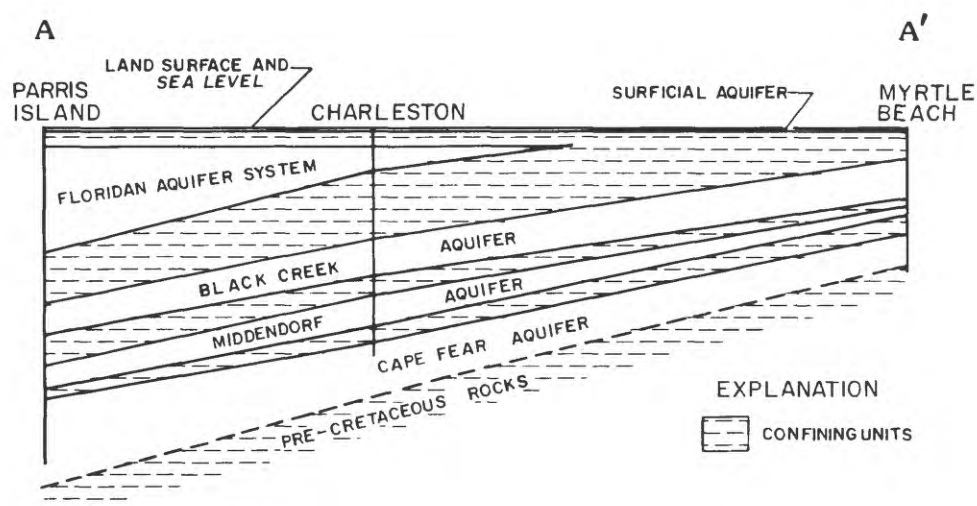 A
A′
LAND SURFACE AND
SEA LEVEL
PARRIS
ISLAND
CHARLESTON
SURFICIAL AQUIFER
MYRTLE
BEACH
FLORIDAN AQUIFER SYSTEM
BLACK CREEK AQUIFER
MIDDENDORF AQUIFER
CAPE FEAR AQUIFER
PRE-CRETACEOUS ROCKS
EXPLANATION
CONFINING UNITS